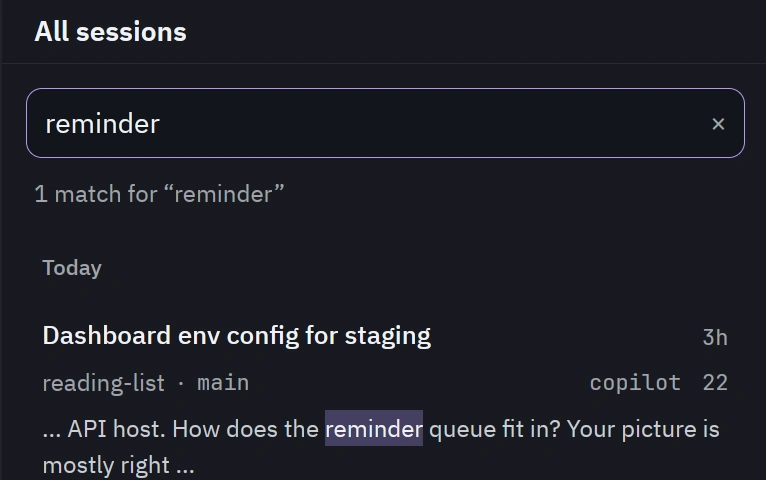 All sessions
reminder ×
1 match for “reminder”
Today
Dashboard env config for staging 3h
reading-list · main copilot 22
... API host. How does the reminder queue fit in? Your picture is
mostly right ...